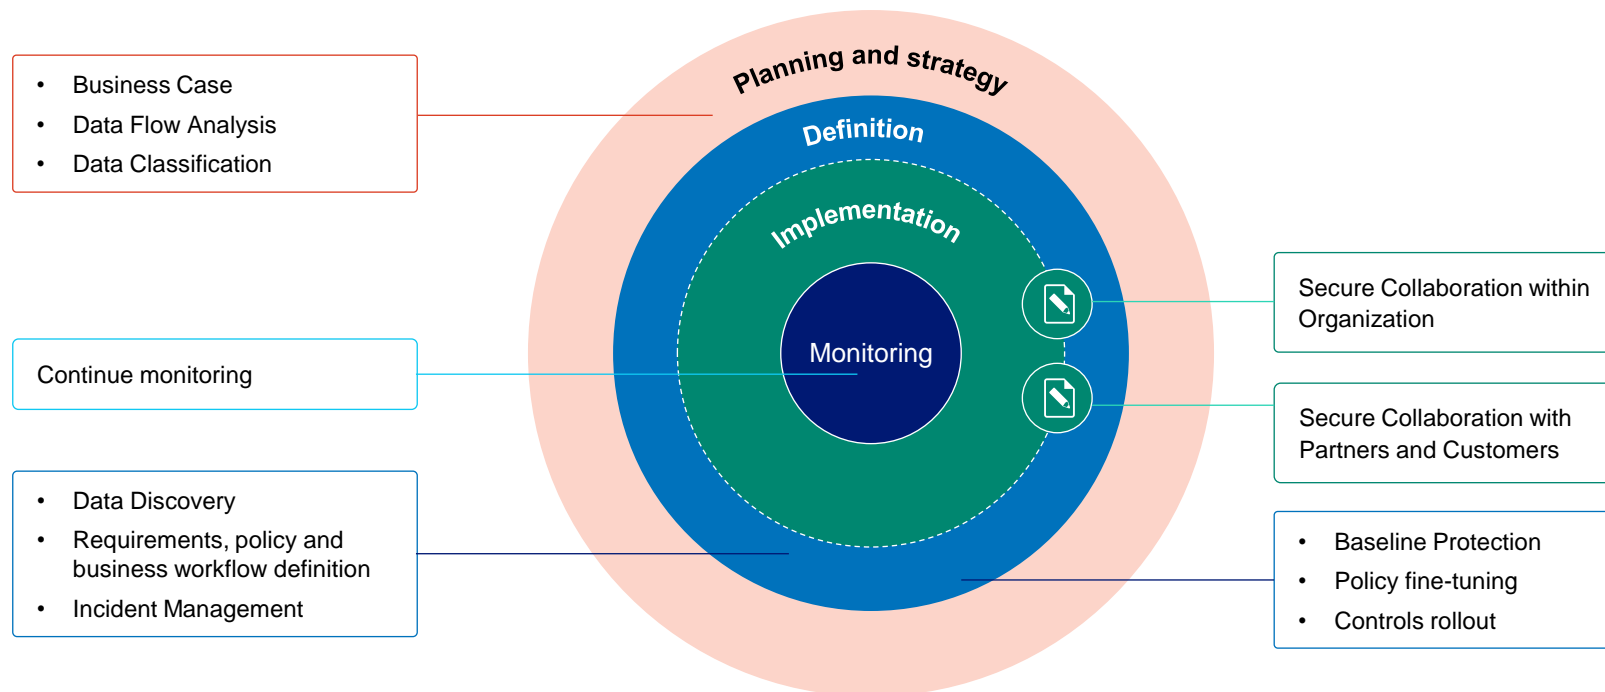 Planning and strategy
Definition
Implementation
Monitoring
• Business Case
• Data Flow Analysis
• Data Classification
Continue monitoring
• Data Discovery
• Requirements, policy and
business workflow definition
• Incident Management
Secure Collaboration within
Organization
Secure Collaboration with
Partners and Customers
• Baseline Protection
• Policy fine-tuning
• Controls rollout